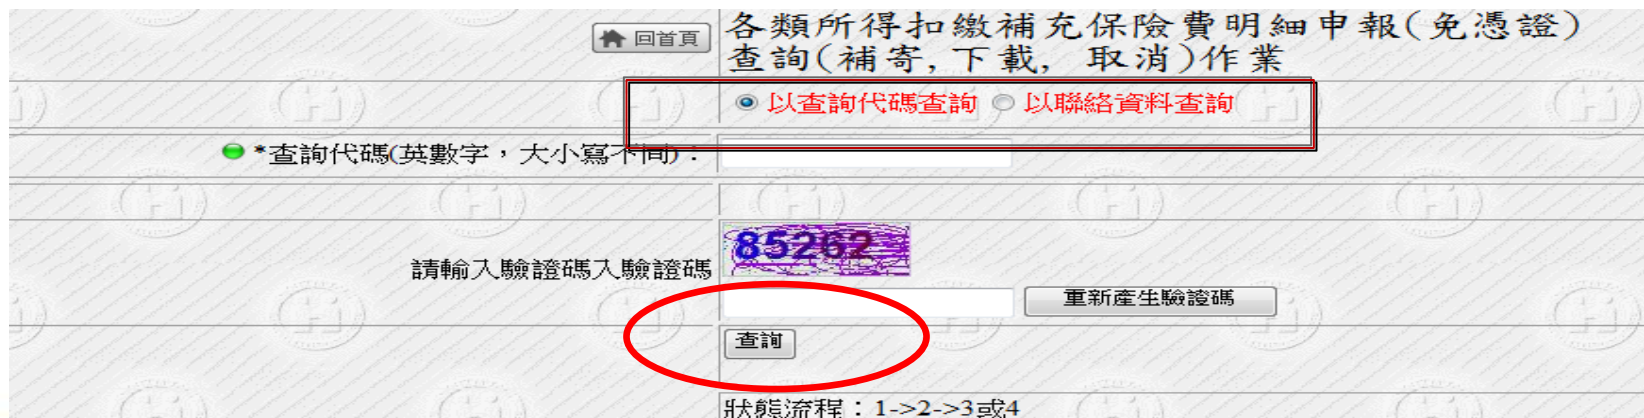 回首頁
各類所得扣繳補充保險費明細申報(免憑證)
查詢(補寄,下載, 取消)作業
以查詢代碼查詢 以聯絡資料查詢
*查詢代碼(英數字，大小寫不同)：
85262
請輸入驗證碼入驗證碼
重新產生驗證碼
查詢
狀態流程：1->2->3或4